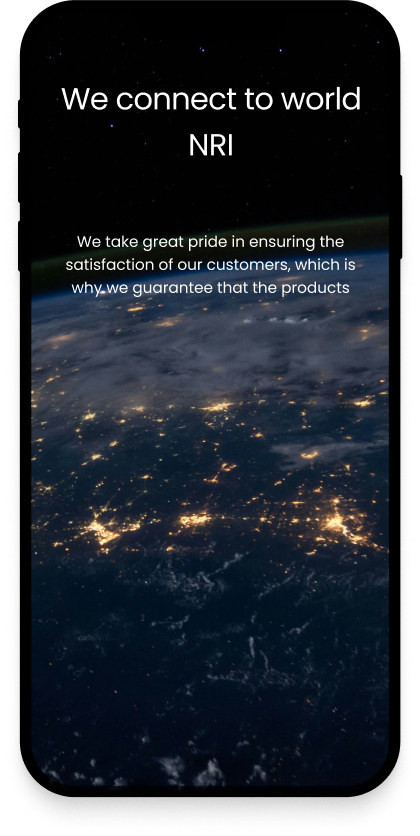 We connect to world
NRI
We take great pride in ensuring the
satisfaction of our customers, which is
why we guarantee that the products